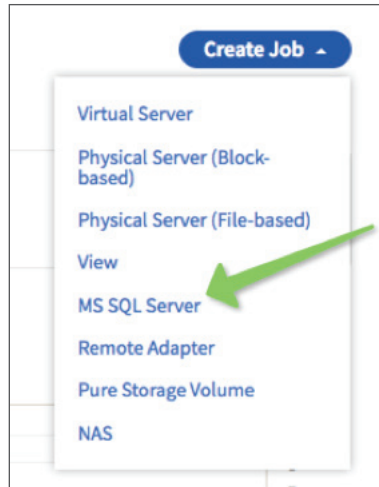 Create Job
Virtual Server
Physical Server (Block-
based)
Physical Server (File-based)
View
MS SQL Server
Remote Adapter
Pure Storage Volume
NAS